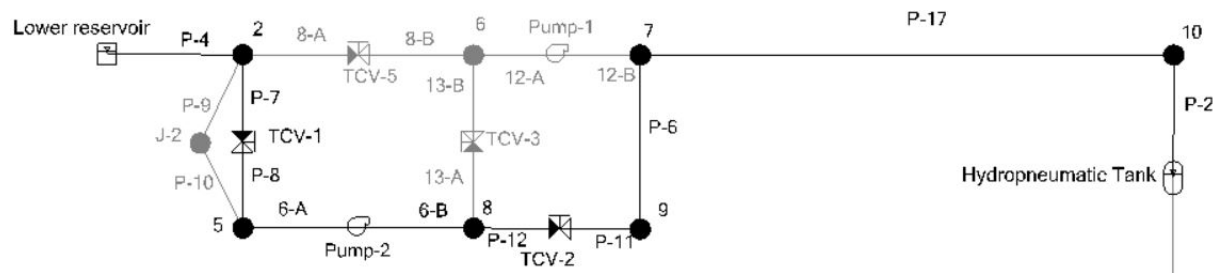 Lower reservoir
P-4
2
8-A
TCV-5
8-B
6
Pump-1
12-A
12-B
7
P-17
10
P-9
P-7
13-B
P-6
P-2
J-2
TCV-1
TCV-3
P-10
P-8
13-A
Hydropneumatic Tank
5
6-A
Pump-2
6-B
8
P-12
TCV-2
P-11
9